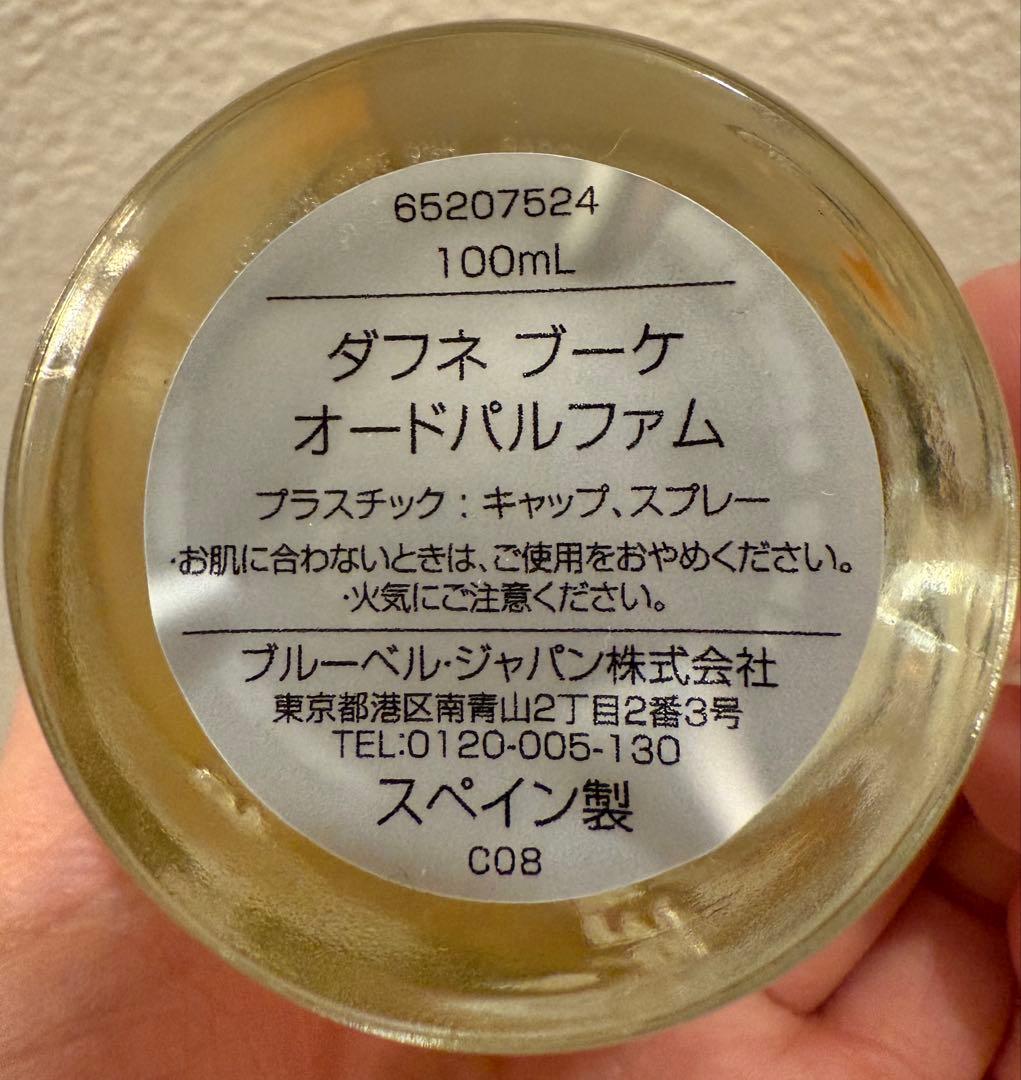 65207524
100mL
ダフネ ブーケ
オードパルファム
プラスチック：キャップ、スプレー
・お肌に合わないときは、ご使用をおやめください。
・火気にご注意ください。
ブルーベル・ジャパン株式会社
東京都港区南青山2丁目2番3号
TEL:0120-005-130
スペイン製
C08